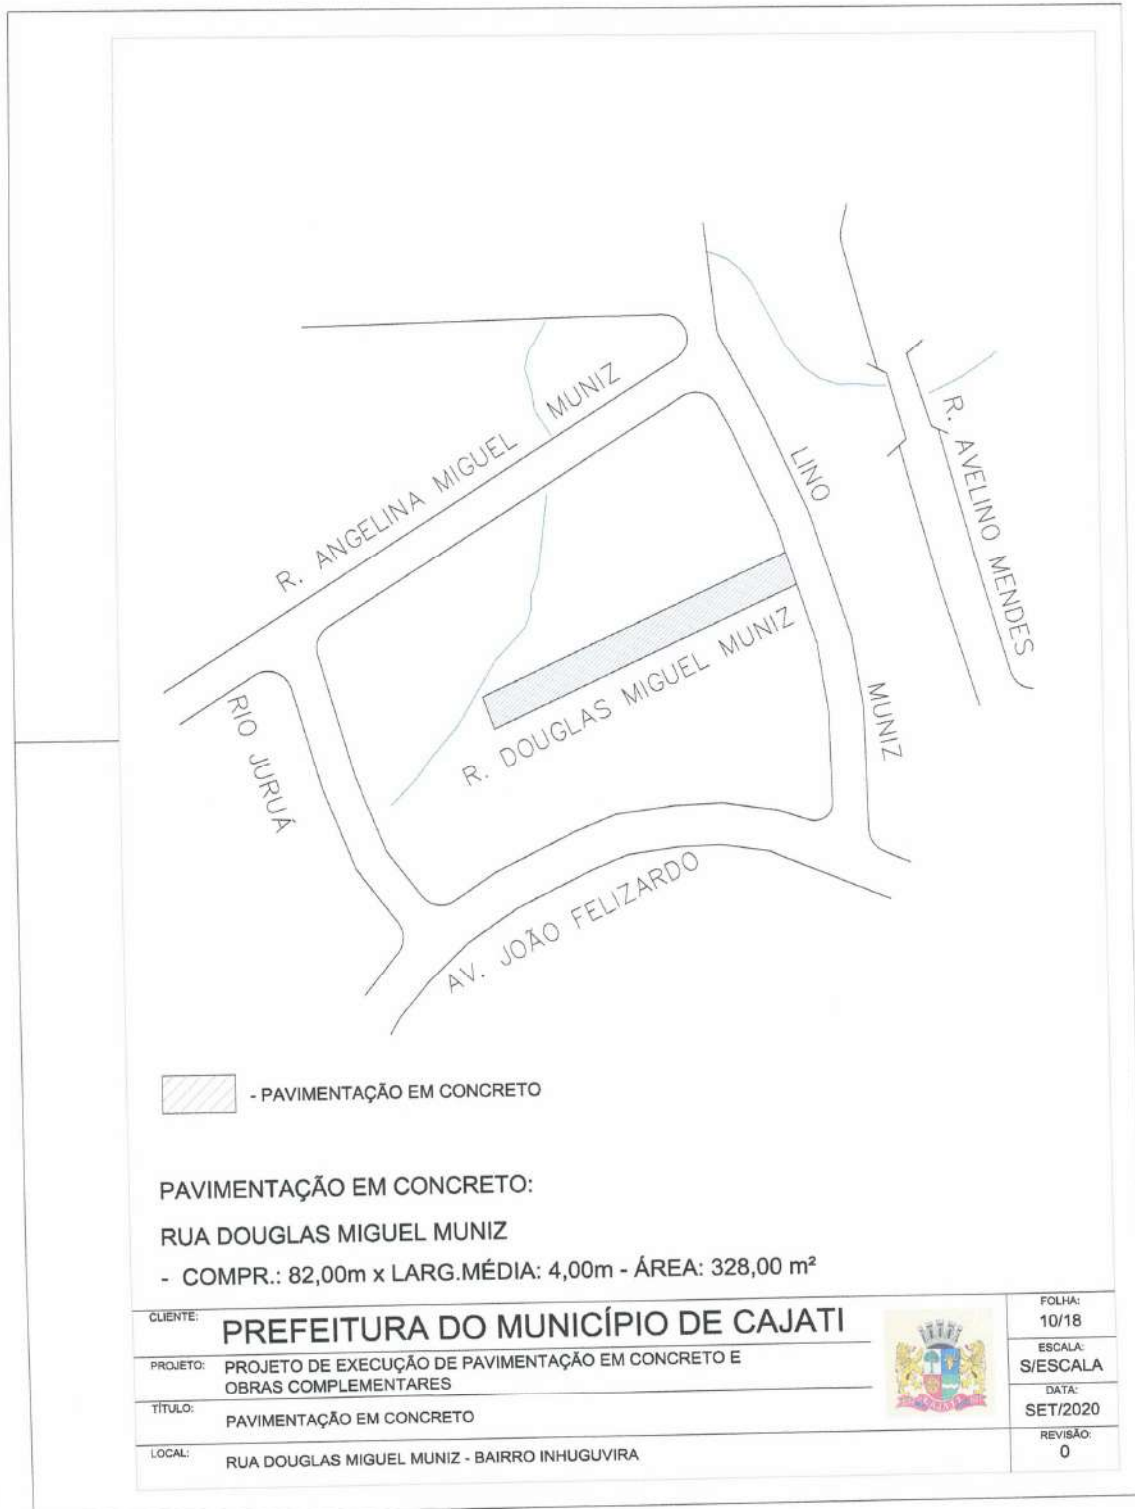 R. ANGELINA MIGUEL MUNIZ
LINO MUNIZ
R. AVELINO MENDES
R. DOUGLAS MIGUEL MUNIZ
RIO JURUÁ
AV. JOÃO FELIZARDO
- PAVIMENTAÇÃO EM CONCRETO
PAVIMENTAÇÃO EM CONCRETO:
RUA DOUGLAS MIGUEL MUNIZ
- COMPR.: 82,00m x LARG.MÉDIA: 4,00m - ÁREA: 328,00 m²
CLIENTE: PREFEITURA DO MUNICÍPIO DE CAJATI
PROJETO: PROJETO DE EXECUÇÃO DE PAVIMENTAÇÃO EM CONCRETO E
OBRAS COMPLEMENTARES
TÍTULO: PAVIMENTAÇÃO EM CONCRETO
LOCAL: RUA DOUGLAS MIGUEL MUNIZ - BAIRRO INHUGUVIRA
CAJATI
FOLHA:
10/18
ESCALA:
S/ESCALA
DATA:
SET/2020
REVISÃO:
0